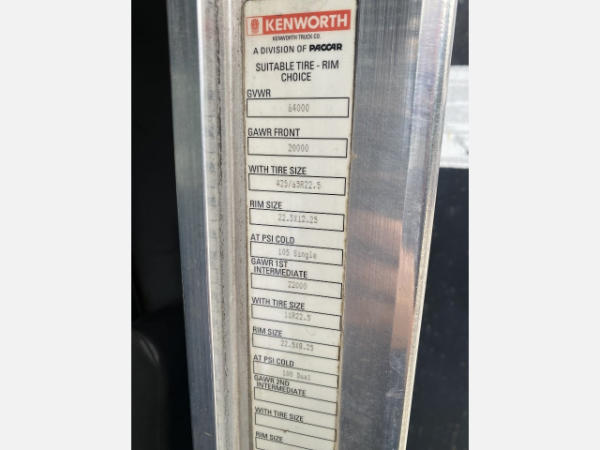 KENWORTH
KENWORTH TRUCK CO.
A DIVISION OF PACCAR
SUITABLE TIRE - RIM
CHOICE
GVWR
64000
GAWR FRONT
20000
WITH TIRE SIZE
425/65R22.5
RIM SIZE
22.5X12.25
AT PSI COLD
105 Single
GAWR 1ST
INTERMEDIATE
22000
WITH TIRE SIZE
11R22.5
RIM SIZE
22.5X8.25
AT PSI COLD
100 Dual
GAWR 2ND
INTERMEDIATE
WITH TIRE SIZE
RIM SIZE